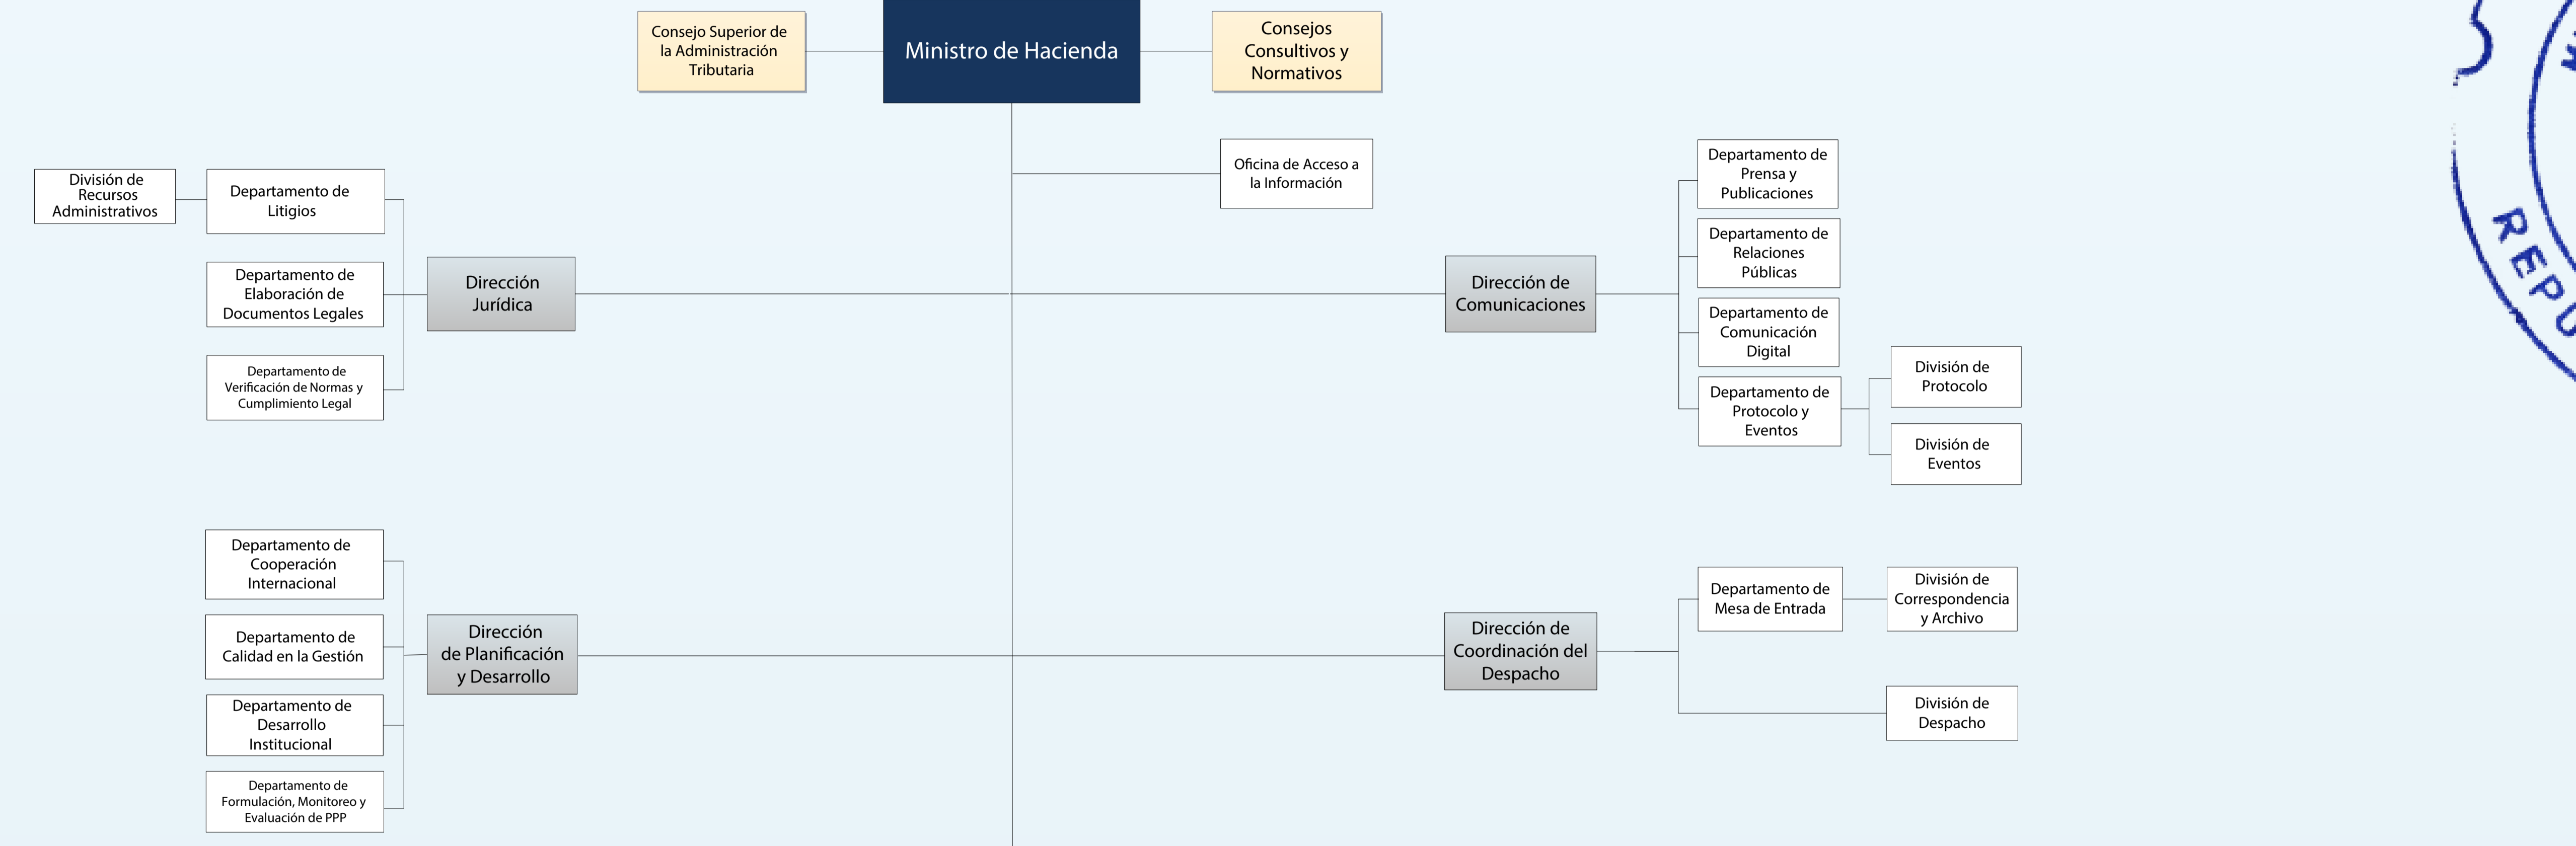 Consejo Superior de
la Administración
Tributaria
Ministro de Hacienda
Consejos
Consultivos y
Normativos
Oficina de Acceso a
la Información
División de
Recursos
Administrativos
Departamento de
Litigios
Departamento de
Elaboración de
Documentos Legales
Departamento de
Verificación de Normas y
Cumplimiento Legal
Dirección
Jurídica
Dirección de
Comunicaciones
Departamento de
Prensa y
Publicaciones
Departamento de
Relaciones
Públicas
Departamento de
Comunicación
Digital
Departamento de
Protocolo y
Eventos
División de
Protocolo
División de
Eventos
Departamento de
Cooperación
Internacional
Departamento de
Calidad en la Gestión
Departamento de
Desarrollo
Institucional
Departamento de
Formulación, Monitoreo y
Evaluación de PPP
Dirección
de Planificación
y Desarrollo
Dirección de
Coordinación del
Despacho
Departamento de
Mesa de Entrada
División de
Correspondencia
y Archivo
División de
Despacho
REPU